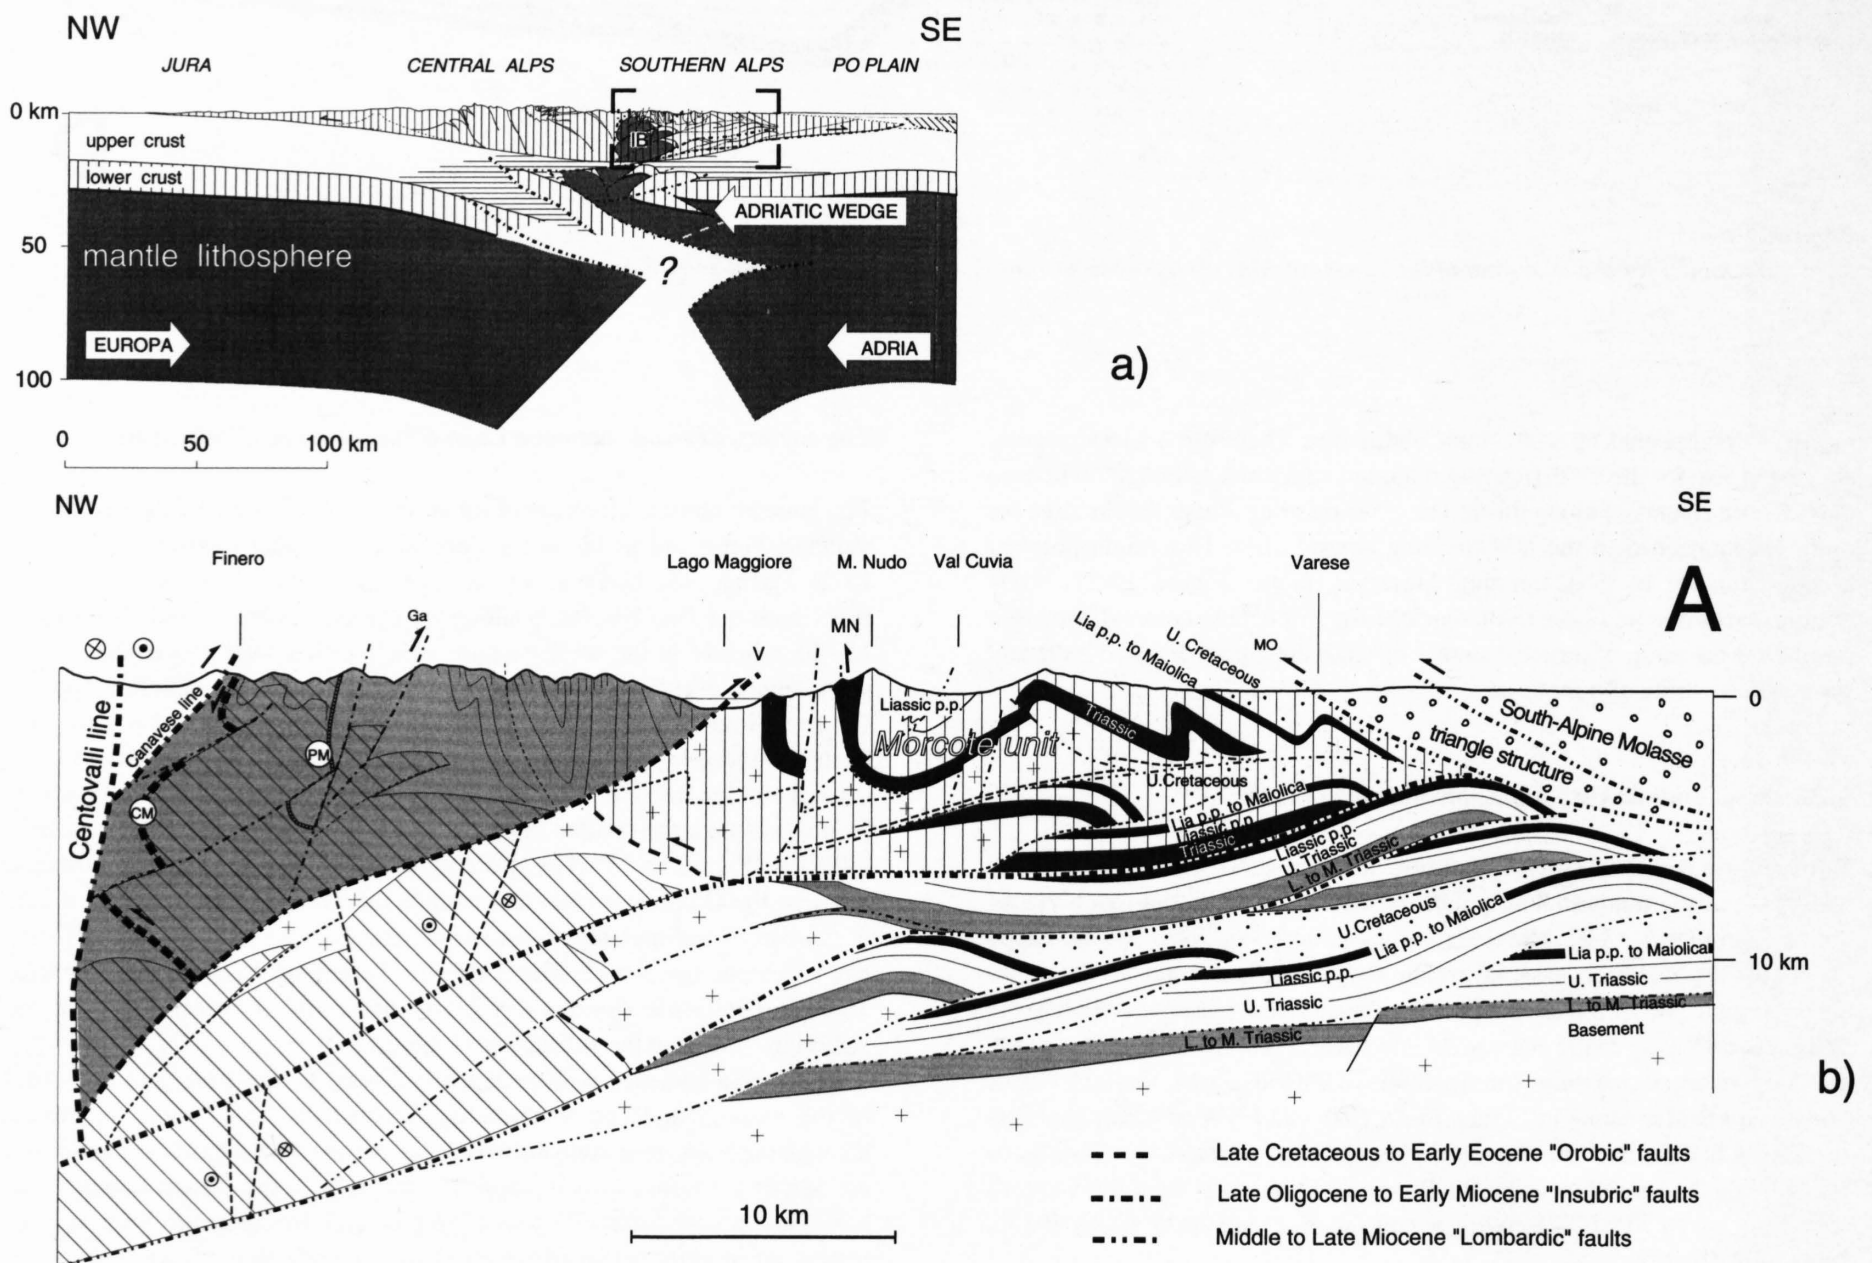 NW
SE
JURA
CENTRAL ALPS
SOUTHERN ALPS
PO PLAIN
0 km
upper crust
IB
lower crust
ADRIATIC WEDGE
50
mantle lithosphere
?
EUROPA
ADRIA
100
a)
0 50 100 km
NW
SE
Finero
Lago Maggiore
M. Nudo
Val Cuvia
Varese
A
Ga
V
MN
Lia p.p. to Maiolica
U. Cretaceous
MO
Centovalli line
Canavese line
PM
CM
Liassic p.p.
Morcote unit
Triassic
U.Cretaceous
Lia p.p. to Maiolica
Liassic p.p.
Triassic
South-Alpine Molasse
triangle structure
0
Liassic p.p.
U. Triassic
L. to M. Triassic
U.Cretaceous
Lia p.p. to Maiolica
Liassic p.p.
U. Triassic
L. to M. Triassic
Lia p.p. to Maiolica
10 km
U. Triassic
L. to M. Triassic
Basement
b)
Late Cretaceous to Early Eocene "Orobic" faults
Late Oligocene to Early Miocene "Insubric" faults
10 km
Middle to Late Miocene "Lombardic" faults